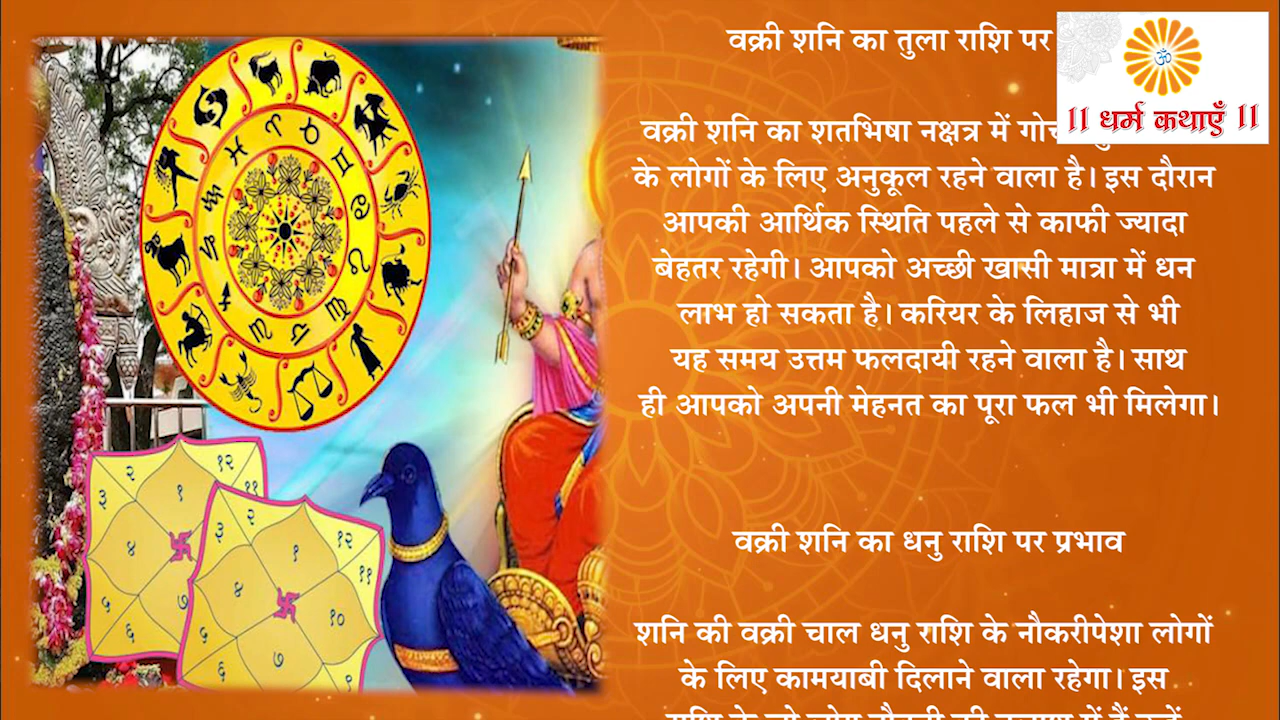 वक्री शनि का तुला राशि पर
|| धर्म कथाएँ ||
वक्री शनि का शतभिषा नक्षत्र में
के लोगों के लिए अनुकूल रहने वाला है। इस दौरान
आपकी आर्थिक स्थिति पहले से काफी ज्यादा
बेहतर रहेगी। आपको अच्छी खासी मात्रा में धन
लाभ हो सकता है। करियर के लिहाज से भी
यह समय उत्तम फलदायी रहने वाला है। साथ
ही आपको अपनी मेहनत का पूरा फल भी मिलेगा।
वक्री शनि का धनु राशि पर प्रभाव
शनि की वक्री चाल धनु राशि के नौकरीपेशा लोगों
के लिए कामयाबी दिलाने वाला रहेगा। इस